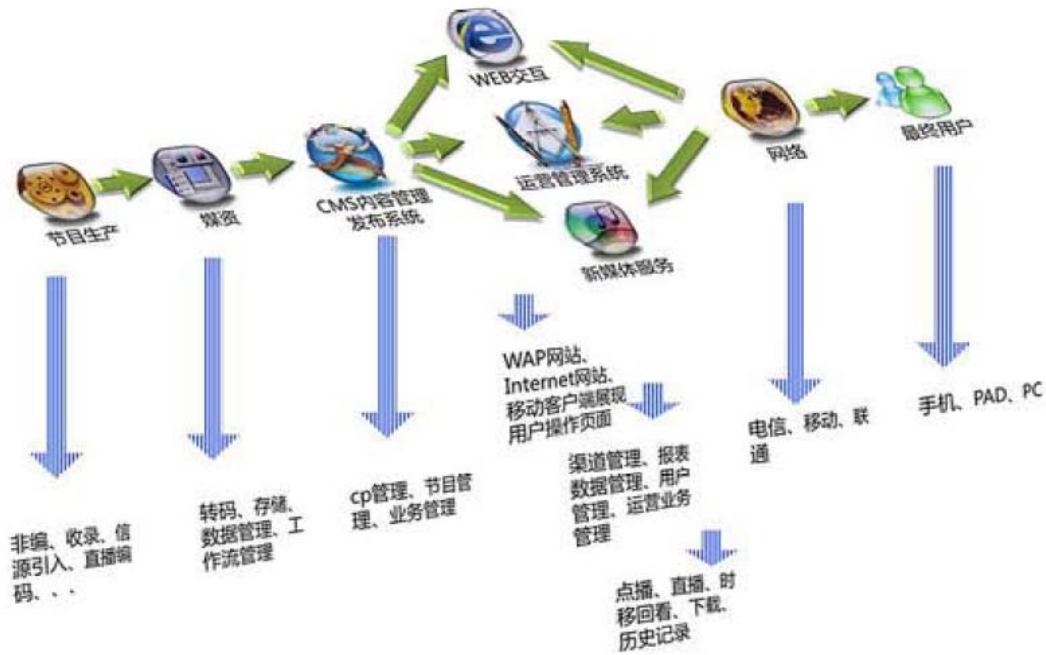 WEB交互
最终用户
网络
运营管理系统
CMS内容管理
发布系统
媒资
节目生产
新媒体服务
WAP网站、
Internet网站、
移动客户端展现
用户操作页面
手机、PAD、PC
电信、移动、联
通
渠道管理、报表
数据管理、用户
管理、运营业务
管理
cp管理、节目管
理、业务管理
转码、存储、
数据管理、工
作流管理
非编、收录、信
源引入、直播编
码、、、
点播、直播、时
移回看、下载、
历史记录